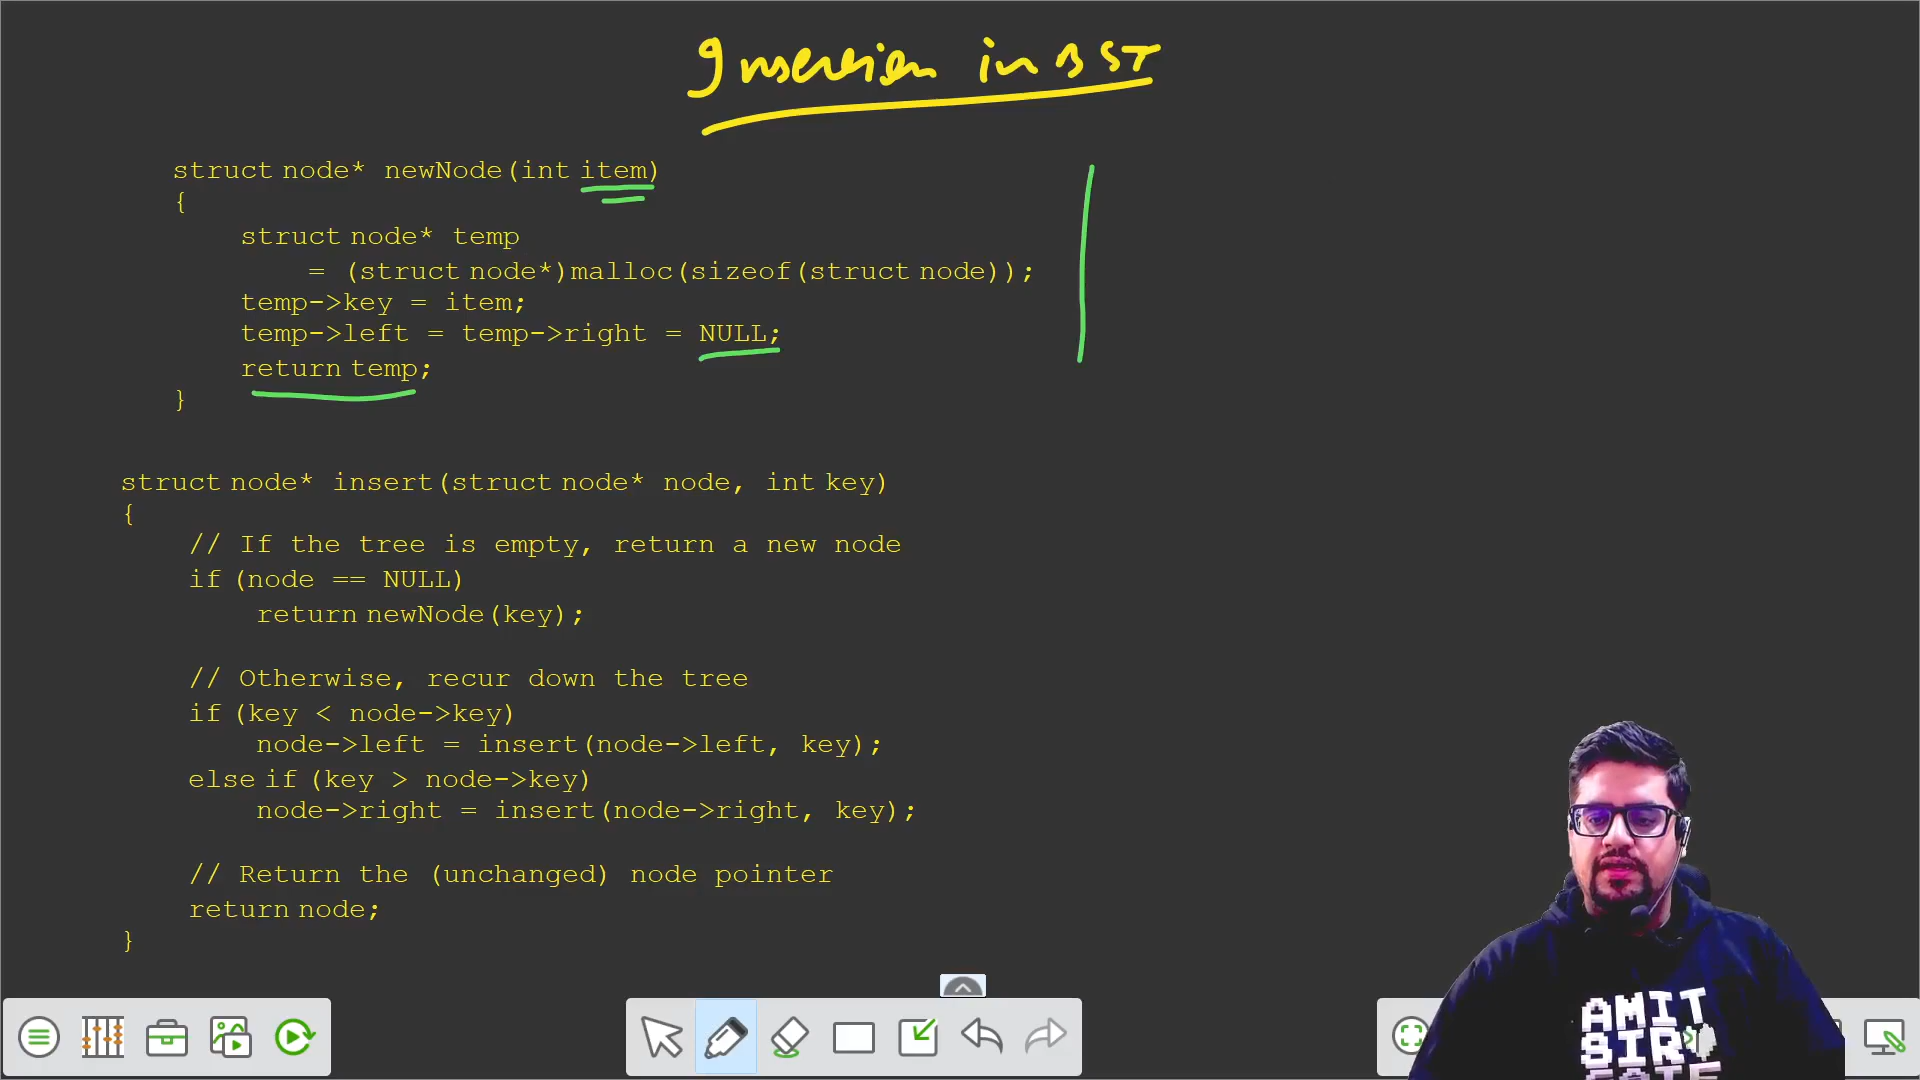 Insertion in BST
struct node* newNode(int item)
{
struct node* temp
= (struct node*)malloc(sizeof(struct node));
temp->key = item;
temp->left = temp->right = NULL;
return temp;
}
struct node* insert(struct node* node, int key)
{
// If the tree is empty, return a new node
if (node == NULL)
return newNode(key);
// Otherwise, recur down the tree
if (key < node->key)
node->left = insert(node->left, key);
else if (key > node->key)
node->right = insert(node->right, key);
// Return the (unchanged) node pointer
return node;
}
AMIT
SIR